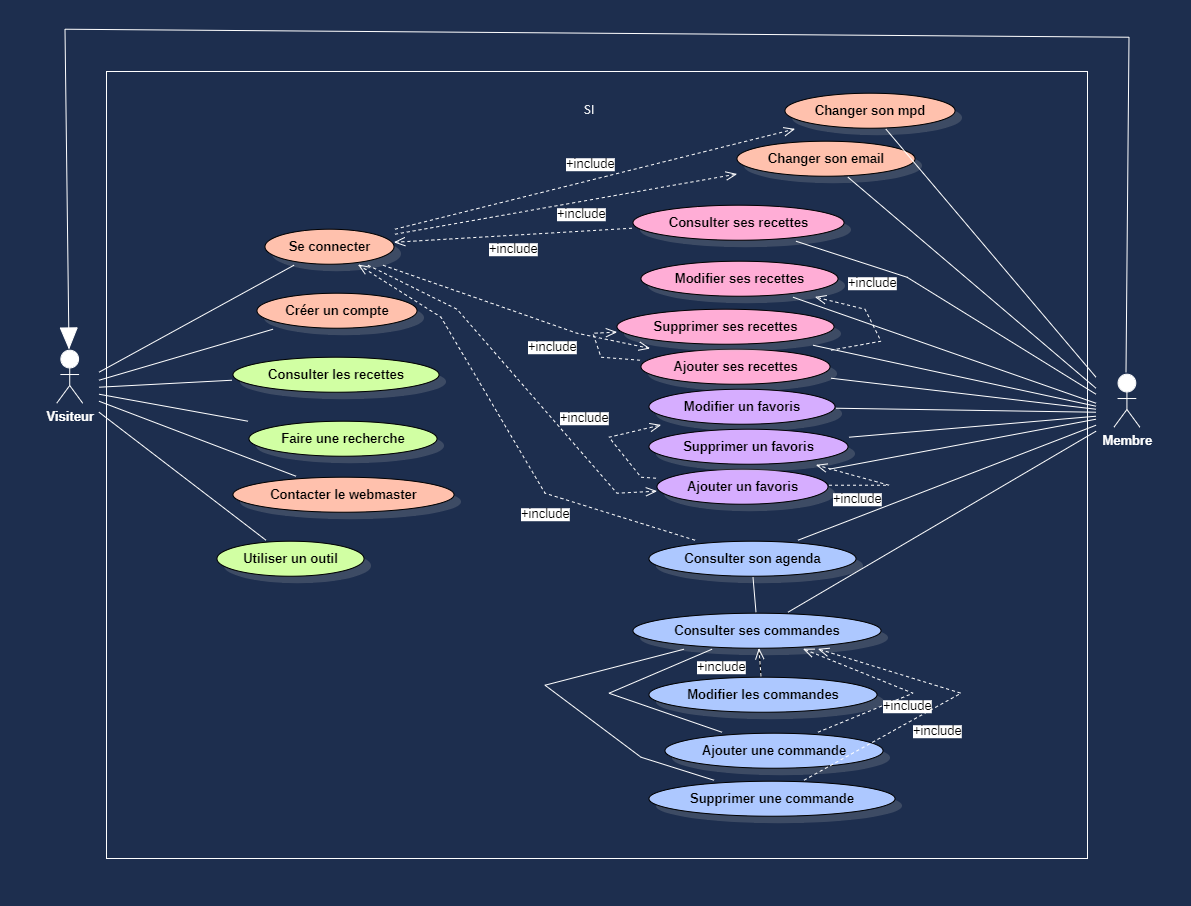 SI
Changer son mpd
Changer son email
+include
+include
Consulter ses recettes
Se connecter
+include
Modifier ses recettes
+include
Créer un compte
Supprimer ses recettes
+include
Ajouter ses recettes
Visiteur
Consulter les recettes
Modifier un favoris
+include
Membre
Faire une recherche
Supprimer un favoris
Contacter le webmaster
Ajouter un favoris
+include
+include
Utiliser un outil
Consulter son agenda
Consulter ses commandes
+include
Modifier les commandes
+include
+include
Ajouter une commande
Supprimer une commande